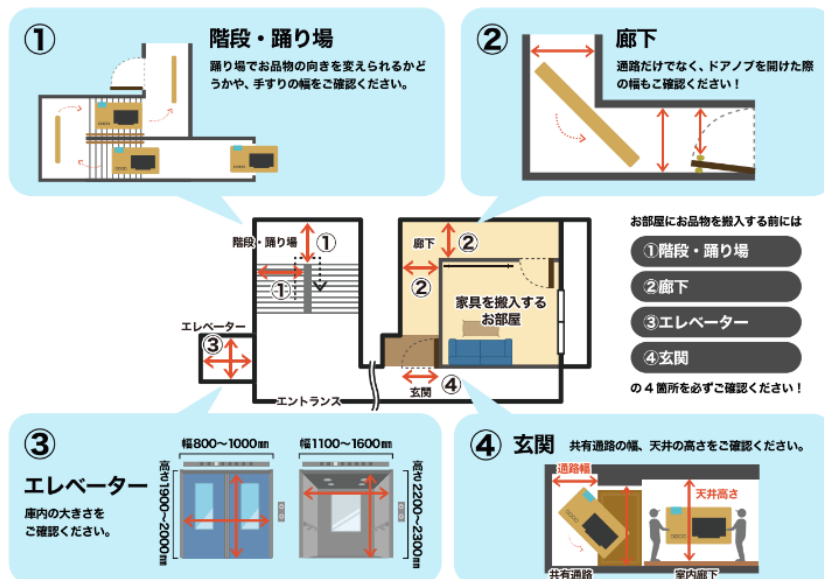 ① 階段・踊り場
踊り場でお品物の向きを変えられるかど
うかや、手すりの幅をご確認ください。
② 廊下
通路だけでなく、ドアノブを開けた際
の幅もご確認ください!
階段・踊り場 ①
①
廊下 ②
②
家具を搬入する
お部屋
エレベーター
③
玄関 ④
エントランス
お部屋にお品物を搬入する前には
①階段・踊り場
②廊下
③エレベーター
④玄関
の4箇所を必ずご確認ください!
③
エレベーター
庫内の大きさを
ご確認ください。
幅800〜1000㎜
高さ1900〜2000㎜
幅1100〜1600㎜
高さ2200〜2300㎜
④ 玄関 共有通路の幅、天井の高さをご確認ください。
通路幅
天井高さ
共有通路
室内廊下